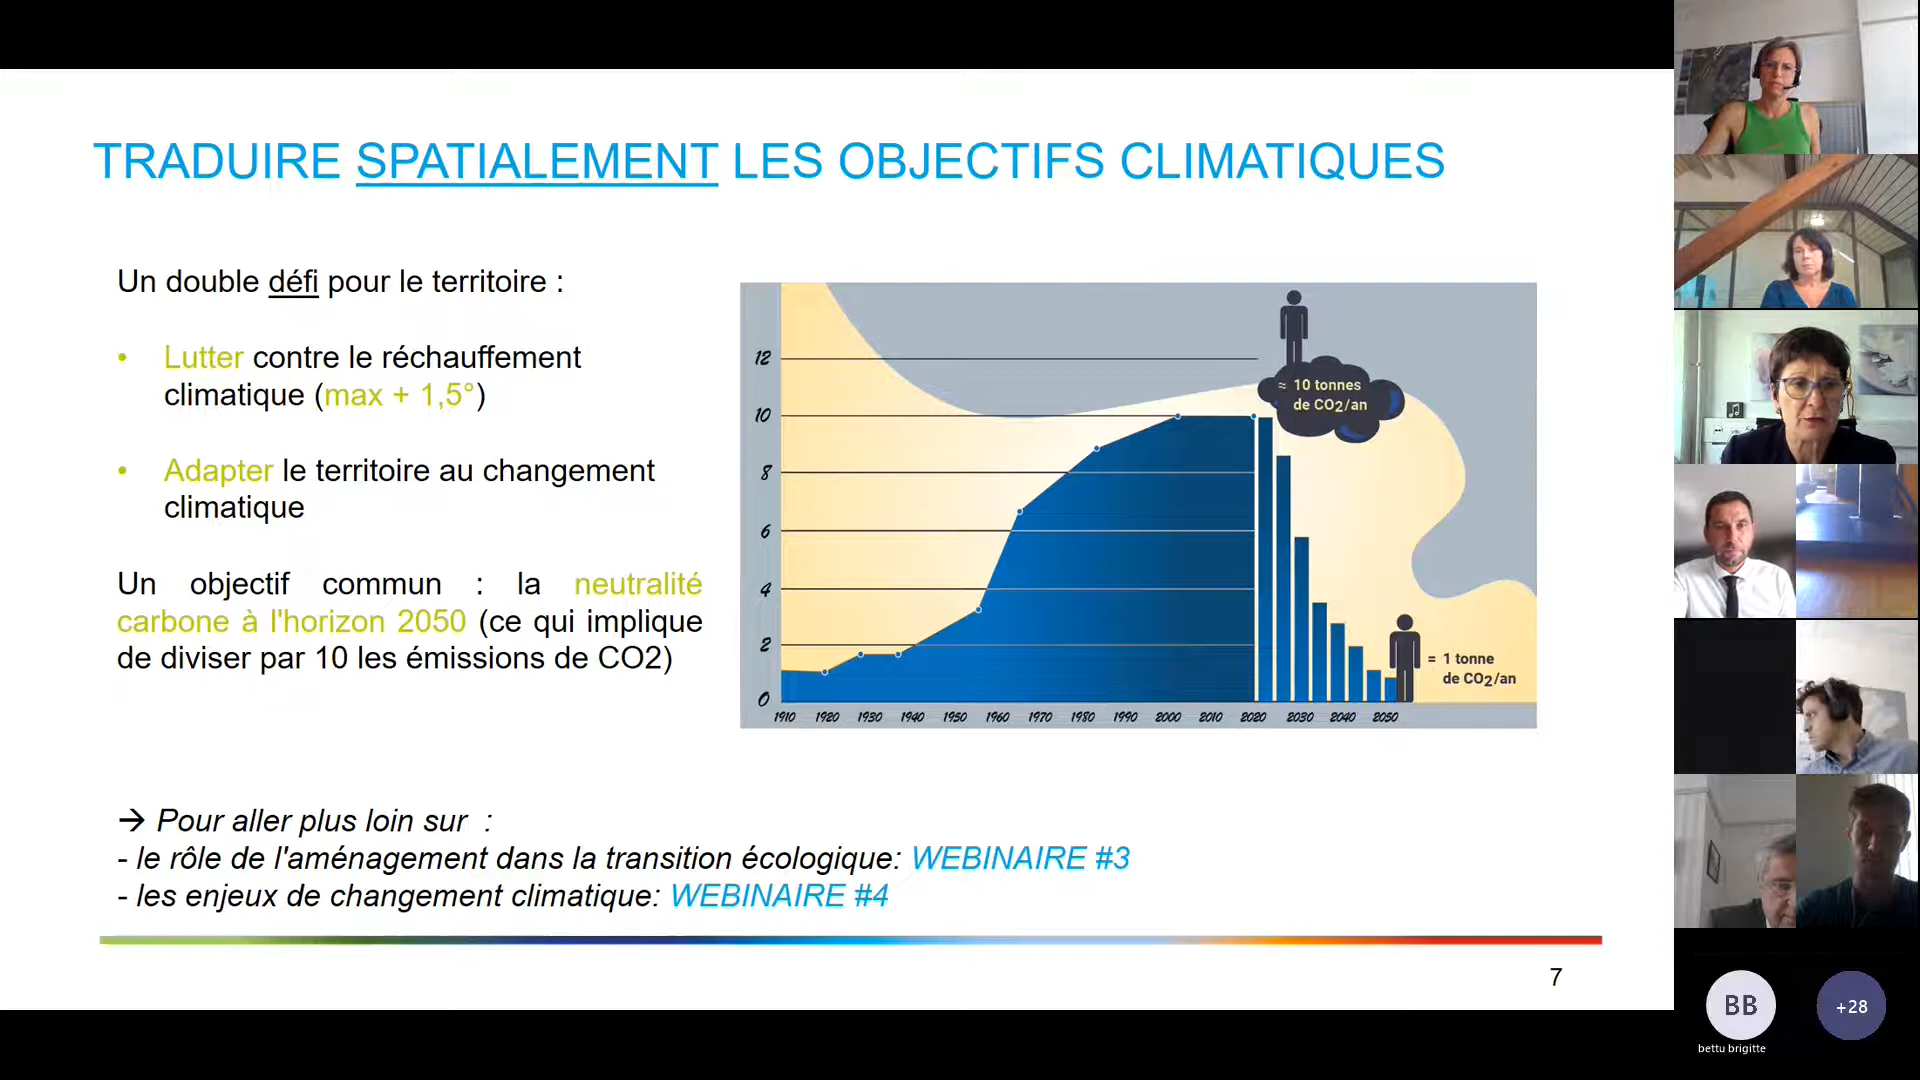 TRADUIRE SPATIALEMENT LES OBJECTIFS CLIMATIQUES
Un double défi pour le territoire :
• Lutter contre le réchauffement
climatique (max + 1,5°)
• Adapter le territoire au changement
climatique
Un objectif commun : la neutralité
carbone à l'horizon 2050 (ce qui implique
de diviser par 10 les émissions de CO2)
12
10
8
6
4
2
0
1910 1920 1930 1940 1950 1960 1970 1980 1990 2000 2010 2020 2030 2040 2050
≈ 10 tonnes
de CO2/an
= 1 tonne
de CO2/an
→ Pour aller plus loin sur :
- le rôle de l'aménagement dans la transition écologique: WEBINAIRE #3
- les enjeux de changement climatique: WEBINAIRE #4
7
BB
+28
bettu brigitte